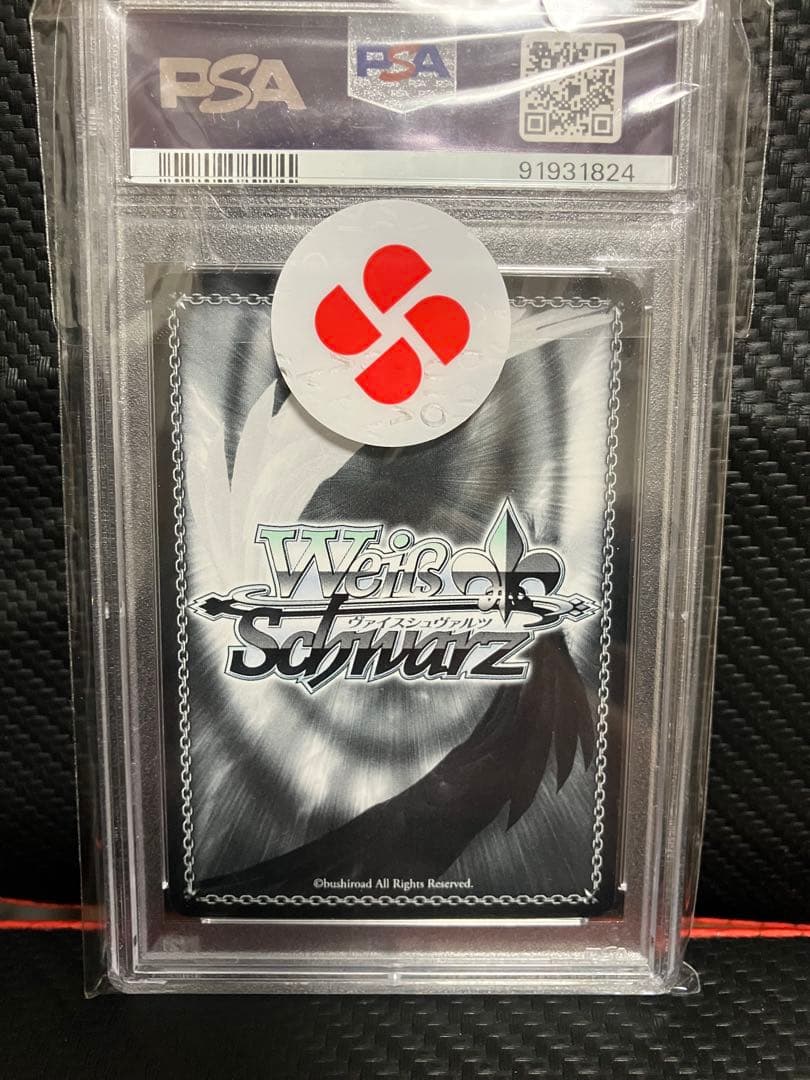 PSA
PSA
91931824
Weiß
ヴァイスシュヴァルツ
Schwarz
©bushiroad All Rights Reserved.